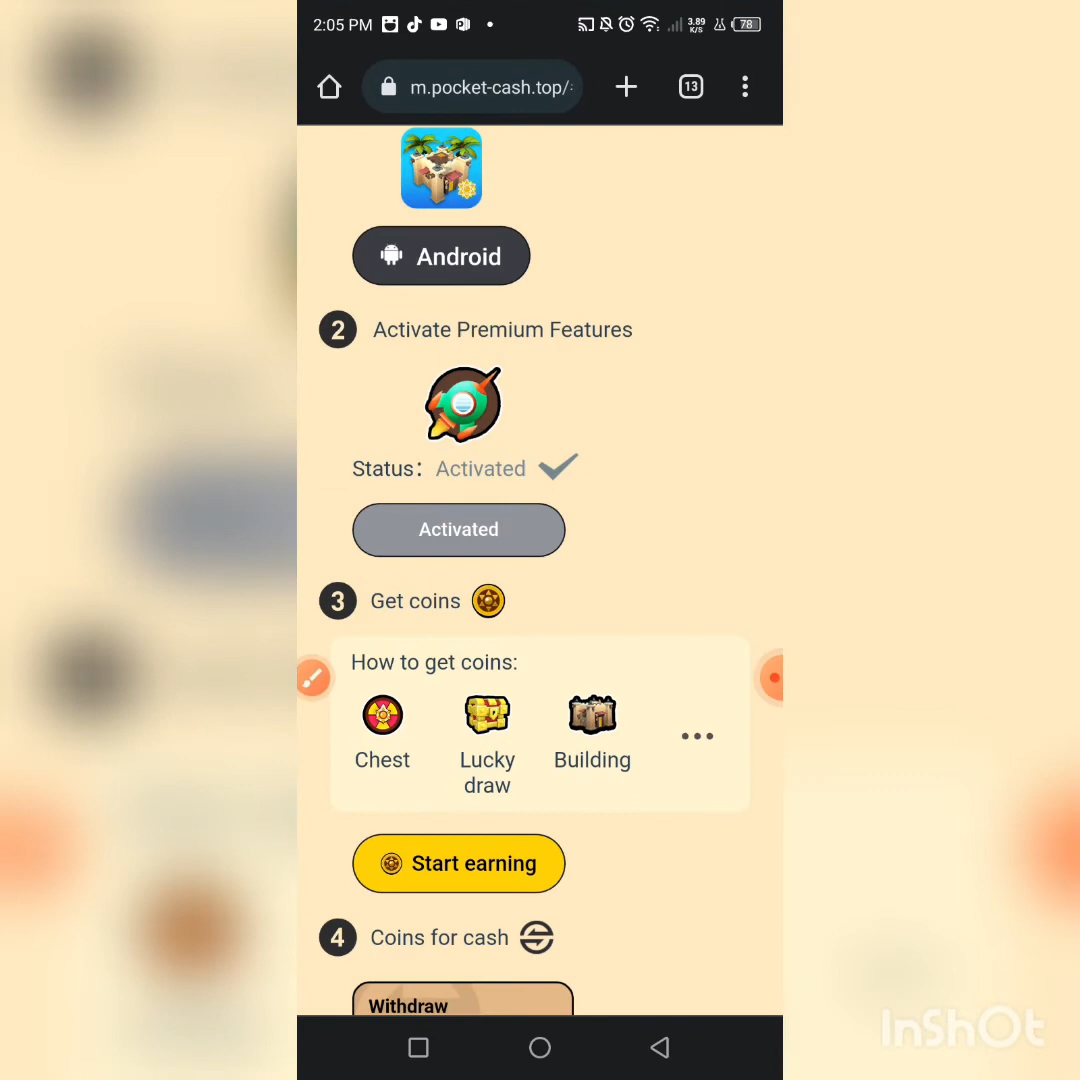 2:05 PM
3.89 K/S
78
m.pocket-cash.top/
13
Android
2 Activate Premium Features
Status: Activated
Activated
3 Get coins
How to get coins:
Chest
Lucky draw
Building
Start earning
4 Coins for cash
Withdraw
InShOt